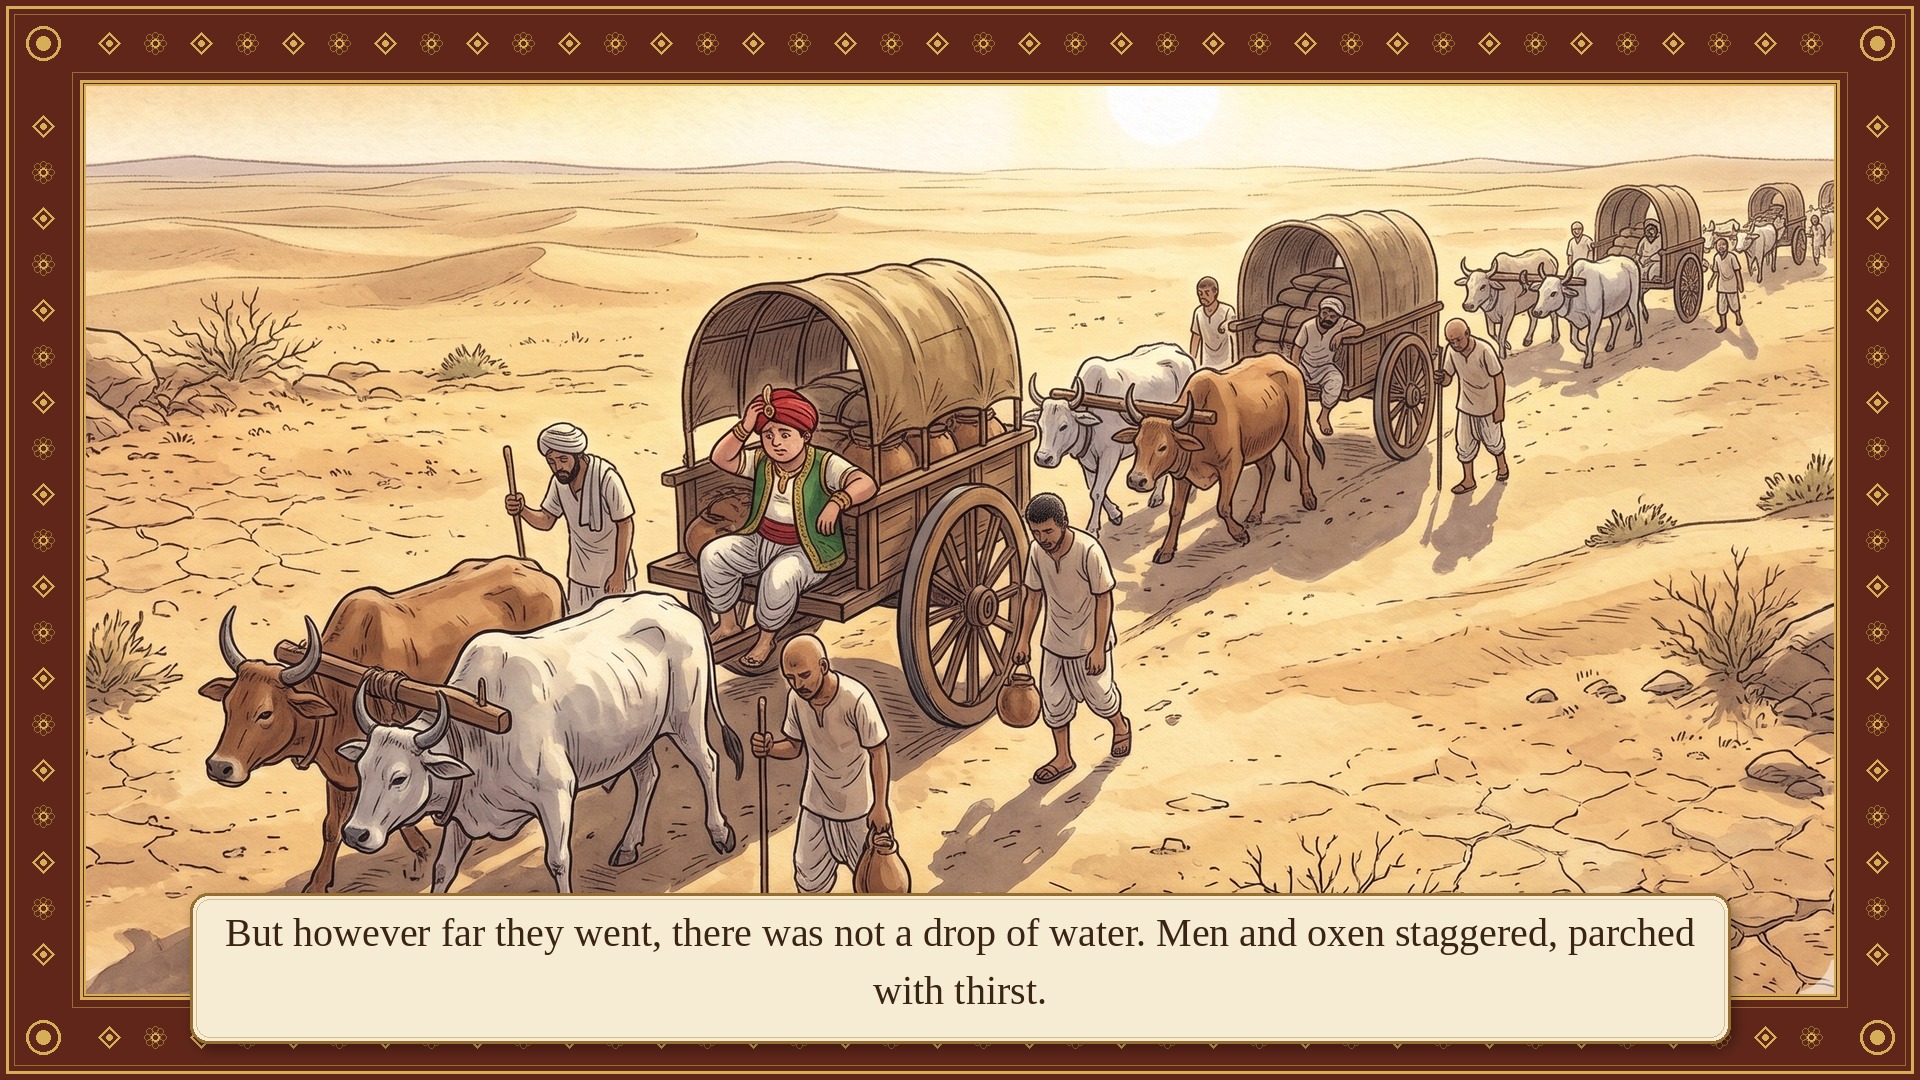 But however far they went, there was not a drop of water. Men and oxen staggered, parched
with thirst.